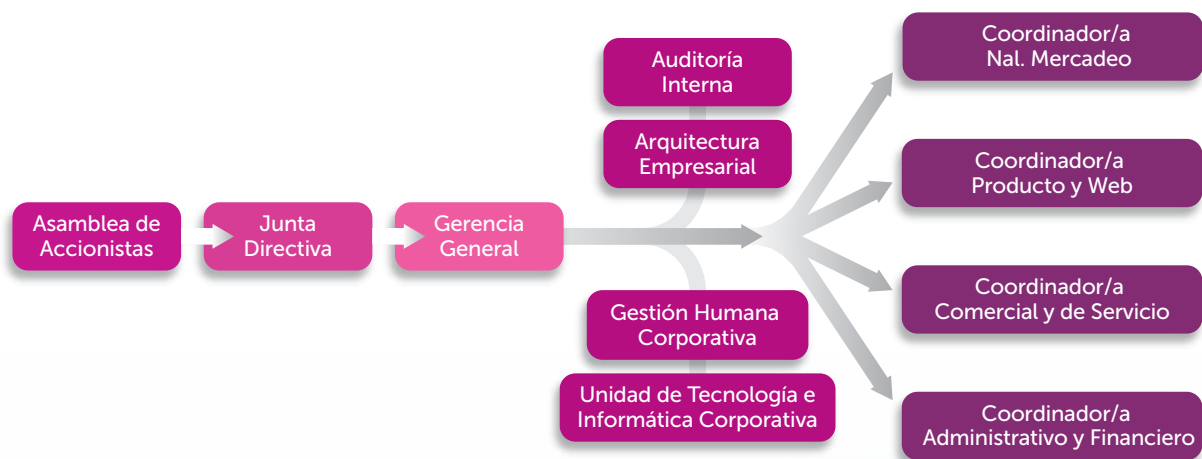 Asamblea de
Accionistas
Junta
Directiva
Gerencia
General
Auditoría
Interna
Arquitectura
Empresarial
Gestión Humana
Corporativa
Unidad de Tecnología e
Informática Corporativa
Coordinador/a
Nal. Mercadeo
Coordinador/a
Producto y Web
Coordinador/a
Comercial y de Servicio
Coordinador/a
Administrativo y Financiero